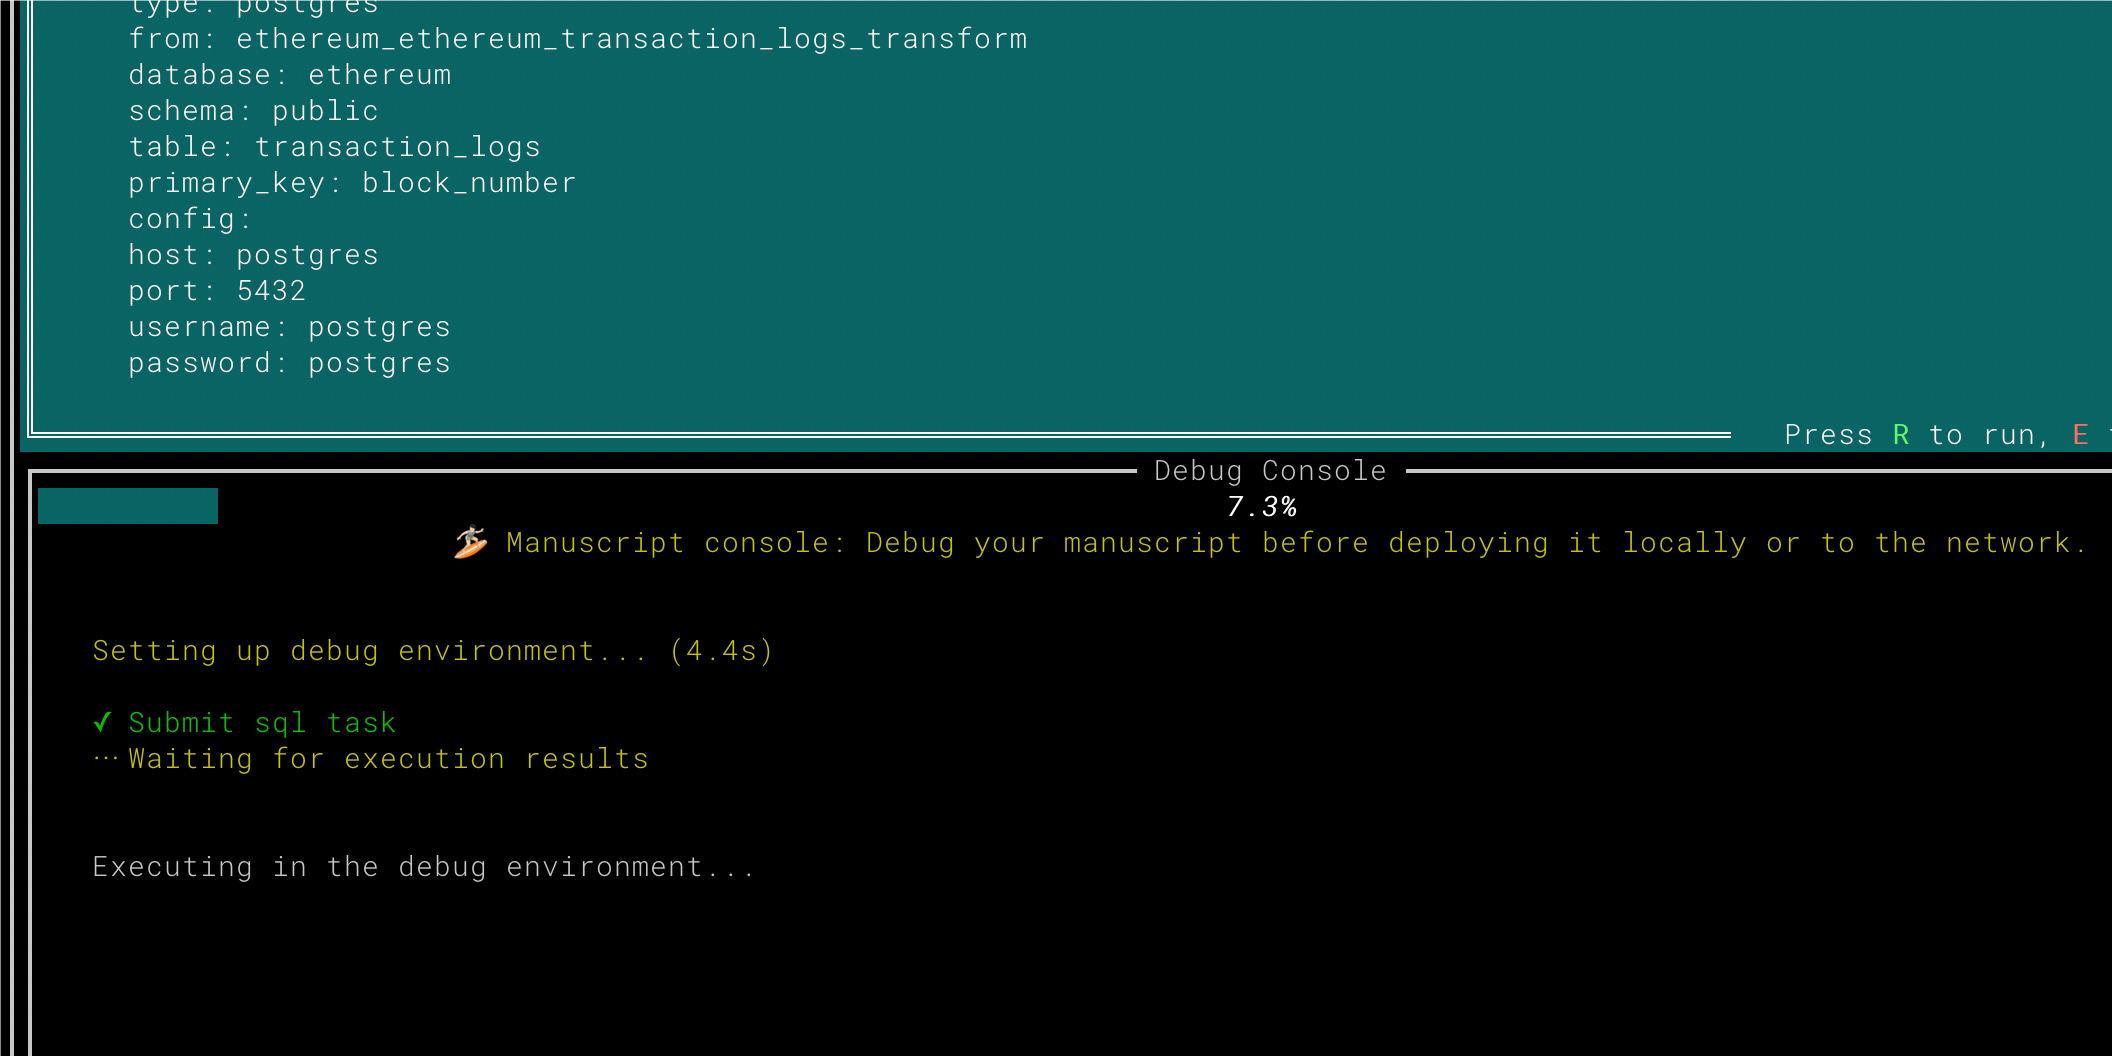 type: postgres
from: ethereum_ethereum_transaction_logs_transform
database: ethereum
schema: public
table: transaction_logs
primary_key: block_number
config:
host: postgres
port: 5432
username: postgres
password: postgres
Press R to run, E
Debug Console
7.3%
Manuscript console: Debug your manuscript before deploying it locally or to the network.
Setting up debug environment... (4.4s)
✓ Submit sql task
⋯ Waiting for execution results
Executing in the debug environment...